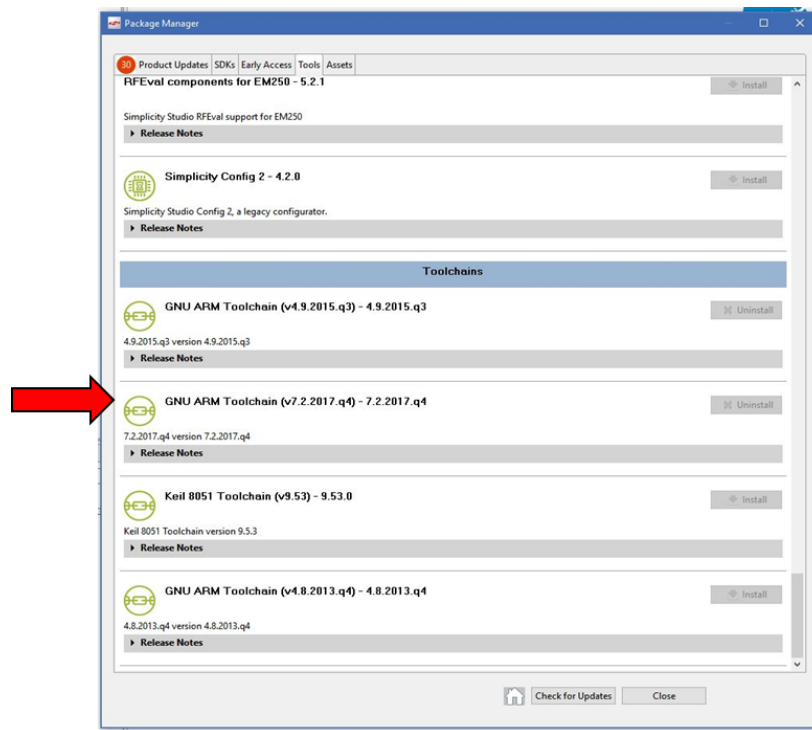 Package Manager
30 Product Updates SDKs Early Access Tools Assets
RFEval components for EM250 - 5.2.1
Install
Simplicity Studio RFEval support for EM250
Release Notes
Simplicity Config 2 - 4.2.0
Install
Simplicity Studio Config 2, a legacy configurator.
Release Notes
Toolchains
GNU ARM Toolchain (v4.9.2015.q3) - 4.9.2015.q3
Uninstall
4.9.2015.q3 version 4.9.2015.q3
Release Notes
GNU ARM Toolchain (v7.2.2017.q4) - 7.2.2017.q4
Uninstall
7.2.2017.q4 version 7.2.2017.q4
Release Notes
Keil 8051 Toolchain (v9.53) - 9.53.0
Install
Keil 8051 Toolchain version 9.5.3
Release Notes
GNU ARM Toolchain (v4.8.2013.q4) - 4.8.2013.q4
Install
4.8.2013.q4 version 4.8.2013.q4
Release Notes
Check for Updates Close